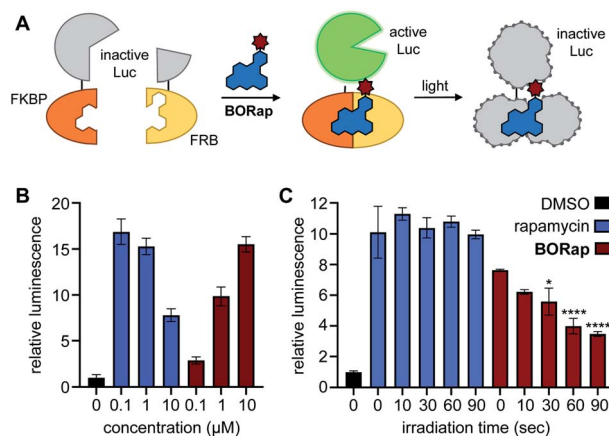 A
inactive
Luc
FKBP
FRB
BORap
active
Luc
light
inactive
Luc
B
relative luminescence
20
15
10
5
0
0 0.1 1 10 0.1 1 10
concentration (µM)
C
relative luminescence
12
10
8
6
4
2
0
DMSO
rapamycin
BORap
*
****
****
0 0 10 30 60 90 0 10 30 60 90
irradiation time (sec)